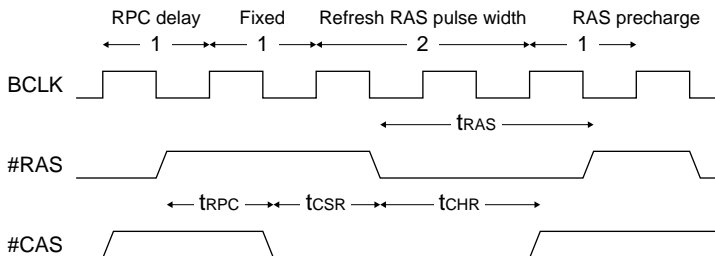 RPC delay Fixed Refresh RAS pulse width RAS precharge
1 1 2 1
BCLK
tRAS
#RAS
tRPC tCSR tCHR
#CAS